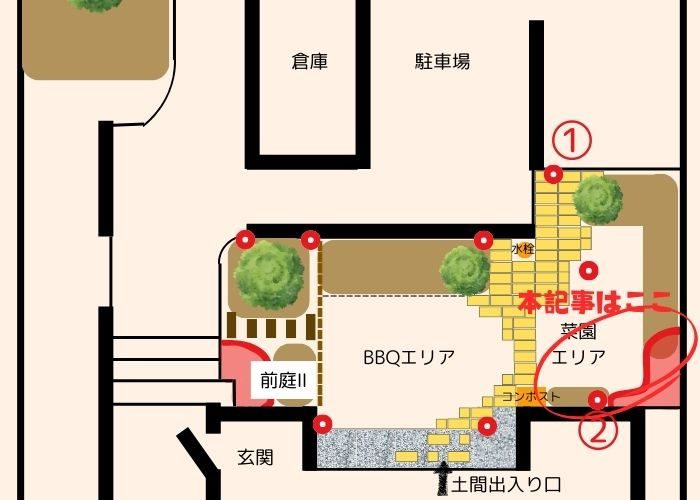 倉庫
駐車場
①
水栓
本記事はここ
菜園
エリア
BBQエリア
前庭II
コンポスト
②
玄関
土間出入り口